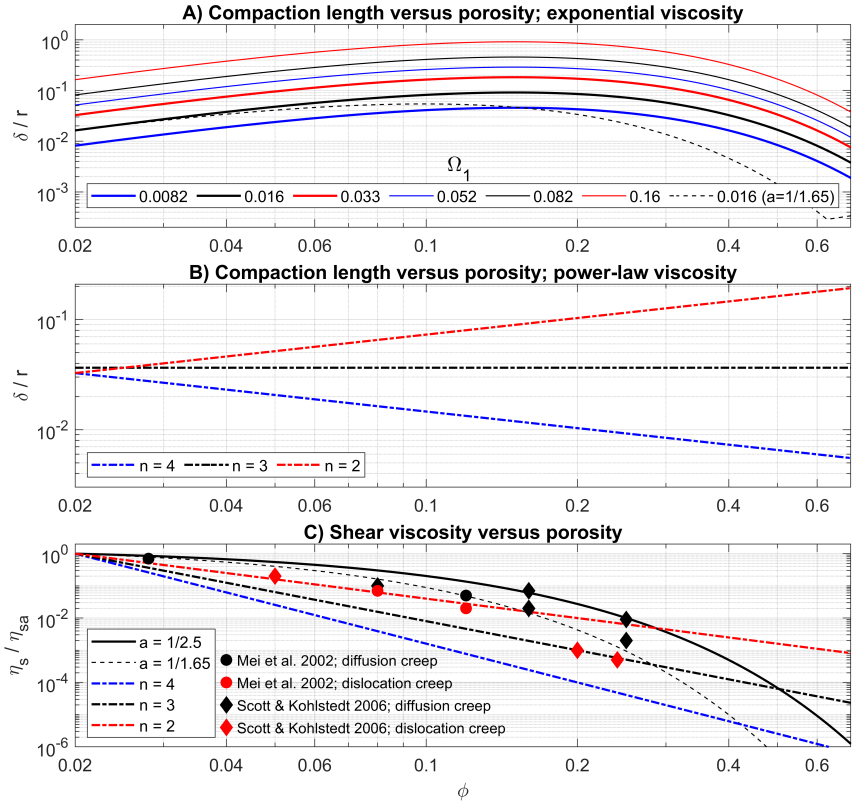 A) Compaction length versus porosity; exponential viscosity
10^0
10^-1
10^-2
10^-3
δ / r
Ω_1
0.0082 0.016 0.033 0.052 0.082 0.16 0.016 (a=1/1.65)
0.02 0.04 0.06 0.1 0.2 0.4 0.6
B) Compaction length versus porosity; power-law viscosity
10^-1
10^-2
δ / r
n = 4 n = 3 n = 2
0.02 0.04 0.06 0.1 0.2 0.4 0.6
C) Shear viscosity versus porosity
10^0
10^-2
10^-4
10^-6
η_s / η_sa
a = 1/2.5
a = 1/1.65
n = 4
n = 3
n = 2
Mei et al. 2002; diffusion creep
Mei et al. 2002; dislocation creep
Scott & Kohlstedt 2006; diffusion creep
Scott & Kohlstedt 2006; dislocation creep
0.02 0.04 0.06 0.1 0.2 0.4 0.6
ϕ